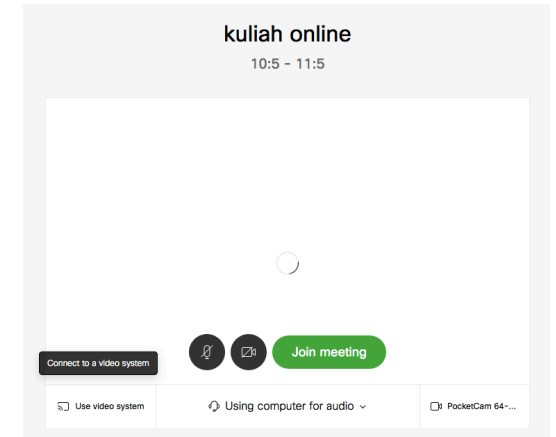 kuliah online
10:5 - 11:5
Join meeting
Connect to a video system
Use video system
Using computer for audio
PocketCam 64-...